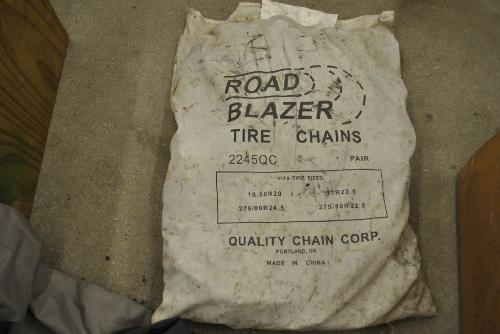 ROAD
BLAZER
TIRE CHAINS
2245QC PAIR
FITS TIRE SIZES:
10.00R20 11R22.5
275/80R24.5 275/80R22.5
QUALITY CHAIN CORP.
PORTLAND, OR
MADE IN CHINA